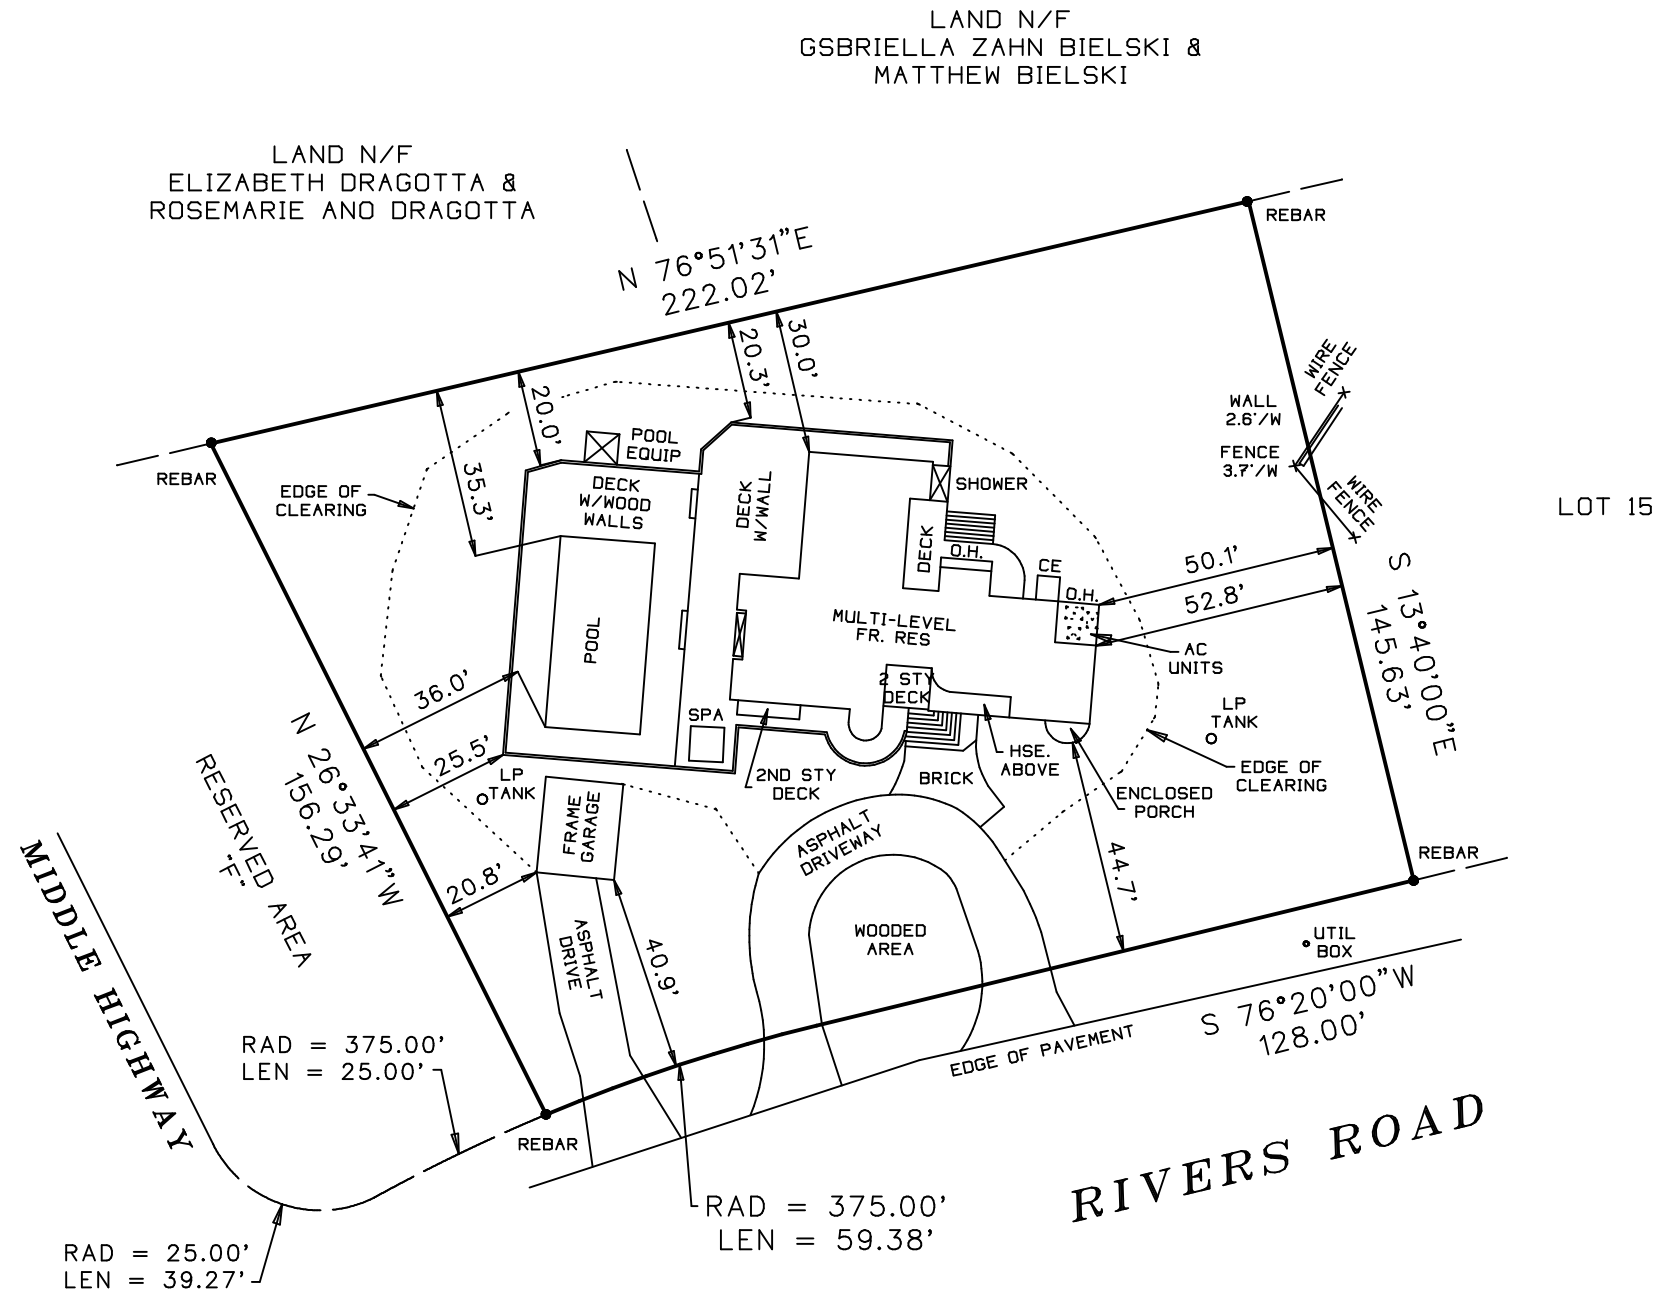 LAND N/F
GSBRIELLA ZAHN BIELSKI &
MATTHEW BIELSKI
LAND N/F
ELIZABETH DRAGOTTA &
ROSEMARIE ANO DRAGOTTA
REBAR
N 76°51'31"E
222.02'
20.3'
30.0'
20.0'
35.3'
WIRE
FENCE
WALL
2.6'/W
FENCE
3.7'/W
WIRE
FENCE
REBAR
EDGE OF
CLEARING
POOL
EQUIP
DECK
W/WOOD
WALLS
DECK
W/WALL
SHOWER
LOT 15
DECK
O.H.
CE
O.H.
50.1'
52.8'
S 13°40'00"E
145.63'
POOL
MULTI-LEVEL
FR. RES
AC
UNITS
36.0'
2 STY
DECK
SPA
LP
TANK
25.5'
LP
TANK
2ND STY
DECK
HSE.
ABOVE
BRICK
EDGE OF
CLEARING
ENCLOSED
PORCH
N 26°33'41"W
156.29'
RESERVED AREA
"F"
FRAME
GARAGE
ASPHALT
DRIVEWAY
44.7'
REBAR
20.8'
MIDDLE HIGHWAY
ASPHALT
DRIVE
40.9'
WOODED
AREA
UTIL
BOX
S 76°20'00"W
128.00'
EDGE OF PAVEMENT
RAD = 375.00'
LEN = 25.00'
REBAR
RIVERS ROAD
RAD = 375.00'
LEN = 59.38'
RAD = 25.00'
LEN = 39.27'